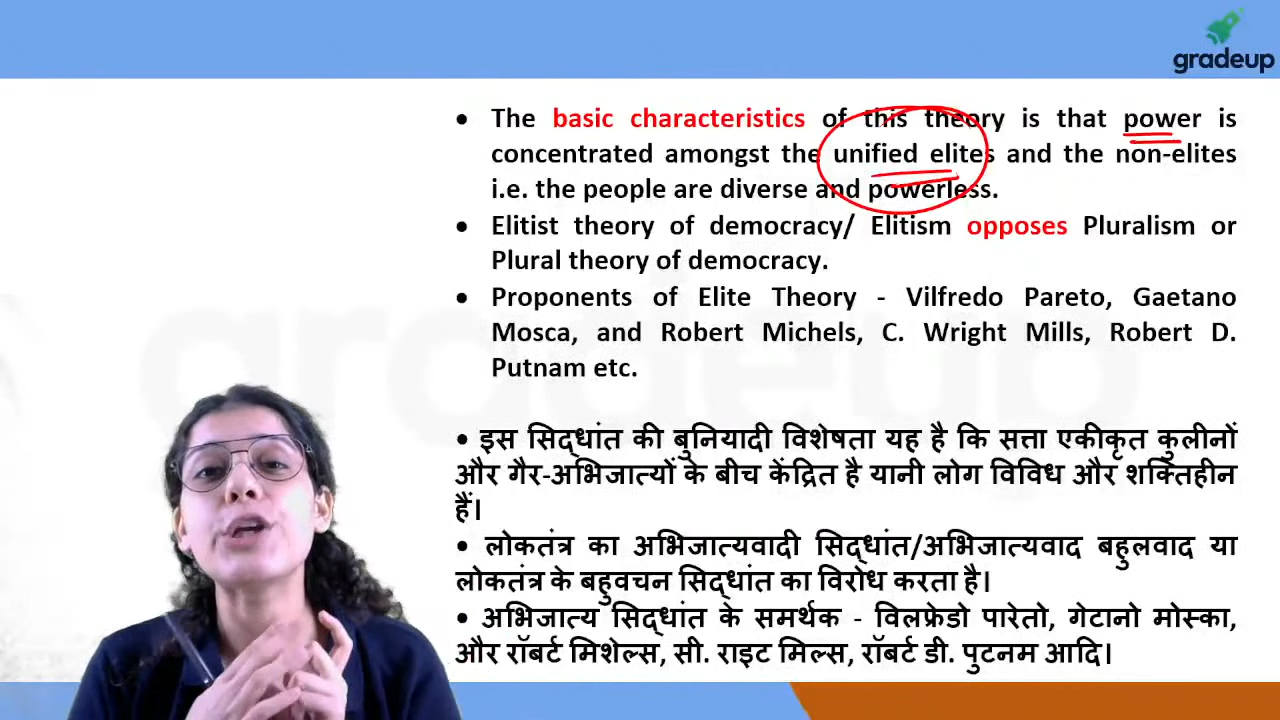 gradeup
• The basic characteristics of this theory is that power is
concentrated amongst the unified elites and the non-elites
i.e. the people are diverse and powerless.
• Elitist theory of democracy/ Elitism opposes Pluralism or
Plural theory of democracy.
• Proponents of Elite Theory - Vilfredo Pareto, Gaetano
Mosca, and Robert Michels, C. Wright Mills, Robert D.
Putnam etc.
• इस सिद्धांत की बुनियादी विशेषता यह है कि सत्ता एकीकृत कुलीनों
और गैर-अभिजात्यों के बीच केंद्रित है यानी लोग विविध और शक्तिहीन
हैं।
• लोकतंत्र का अभिजात्यवादी सिद्धांत/अभिजात्यवाद बहुलवाद या
लोकतंत्र के बहुवचन सिद्धांत का विरोध करता है।
• अभिजात्य सिद्धांत के समर्थक - विलफ्रेडो पारेतो, गेटानो मोस्का,
और रॉबर्ट मिशेल्स, सी. राइट मिल्स, रॉबर्ट डी. पुटनम आदि।